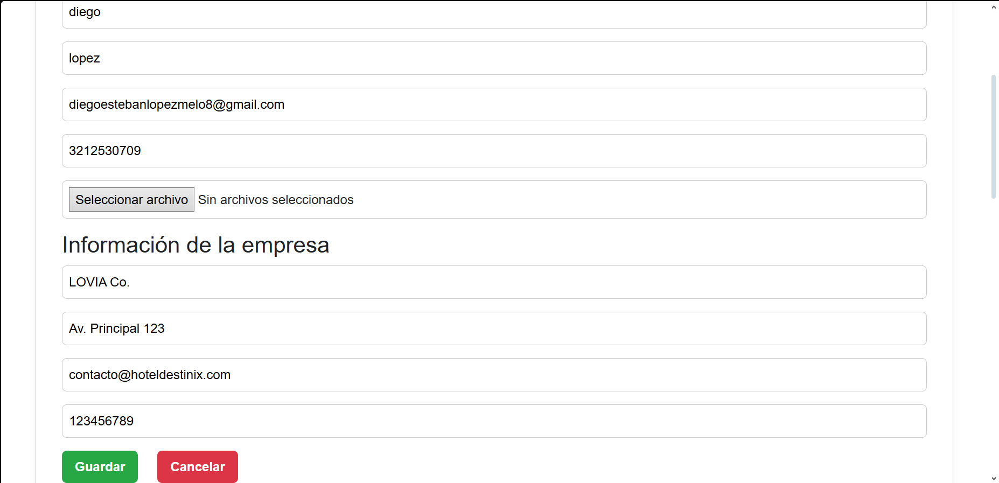 diego
lopez
diegoestebanlopezmelo8@gmail.com
3212530709
Seleccionar archivo Sin archivos seleccionados
Información de la empresa
LOVIA Co.
Av. Principal 123
contacto@hoteldestinix.com
123456789
Guardar Cancelar